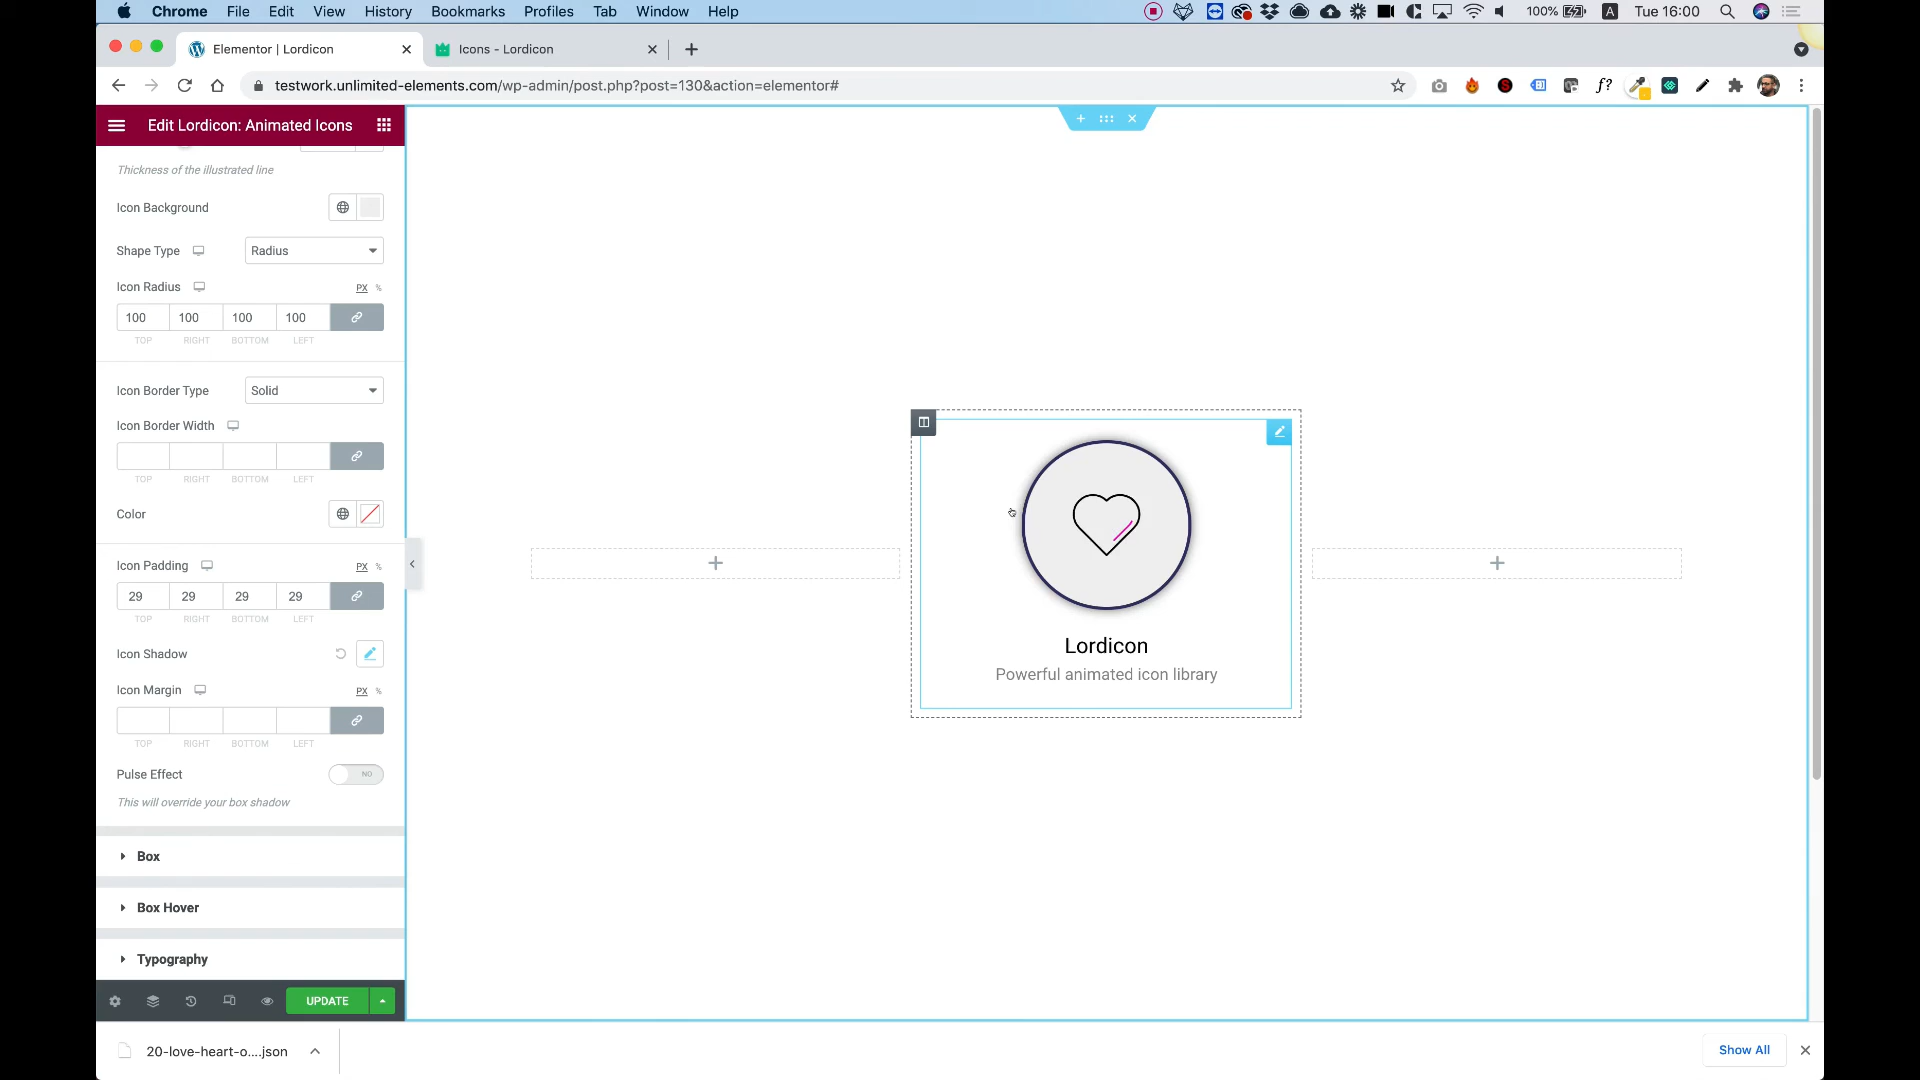 Chrome File Edit View History Bookmarks Profiles Tab Window Help 100% A Tue 16:00
Elementor | Lordicon
Icons - Lordicon
testwork.unlimited-elements.com/wp-admin/post.php?post=130&action=elementor#
Edit Lordicon: Animated Icons
Thickness of the illustrated line
Icon Background
Shape Type Radius
Icon Radius PX %
100 100 100 100
TOP RIGHT BOTTOM LEFT
Icon Border Type Solid
Icon Border Width
TOP RIGHT BOTTOM LEFT
Color
Icon Padding PX %
29 29 29 29
TOP RIGHT BOTTOM LEFT
Icon Shadow
Icon Margin PX %
TOP RIGHT BOTTOM LEFT
Pulse Effect NO
This will override your box shadow
Box
Box Hover
Typography
UPDATE
Lordicon
Powerful animated icon library
20-love-heart-o....json
Show All